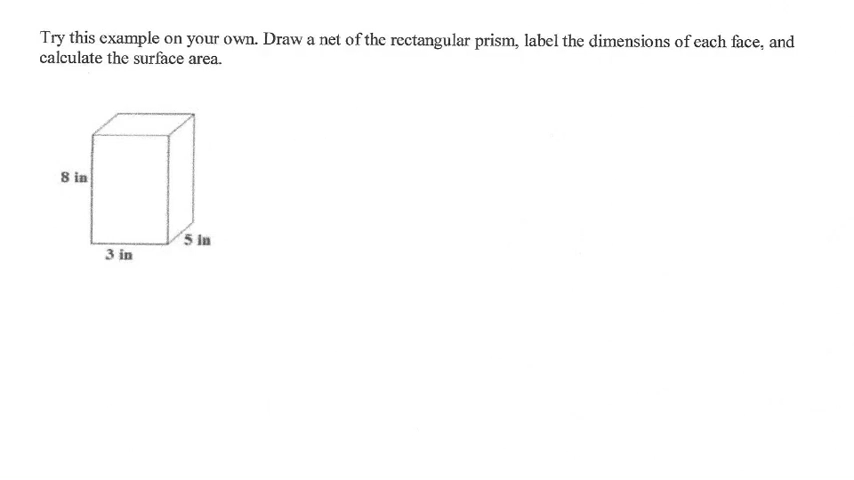 Try this example on your own. Draw a net of the rectangular prism, label the dimensions of each face, and
calculate the surface area.
8 in
5 in
3 in